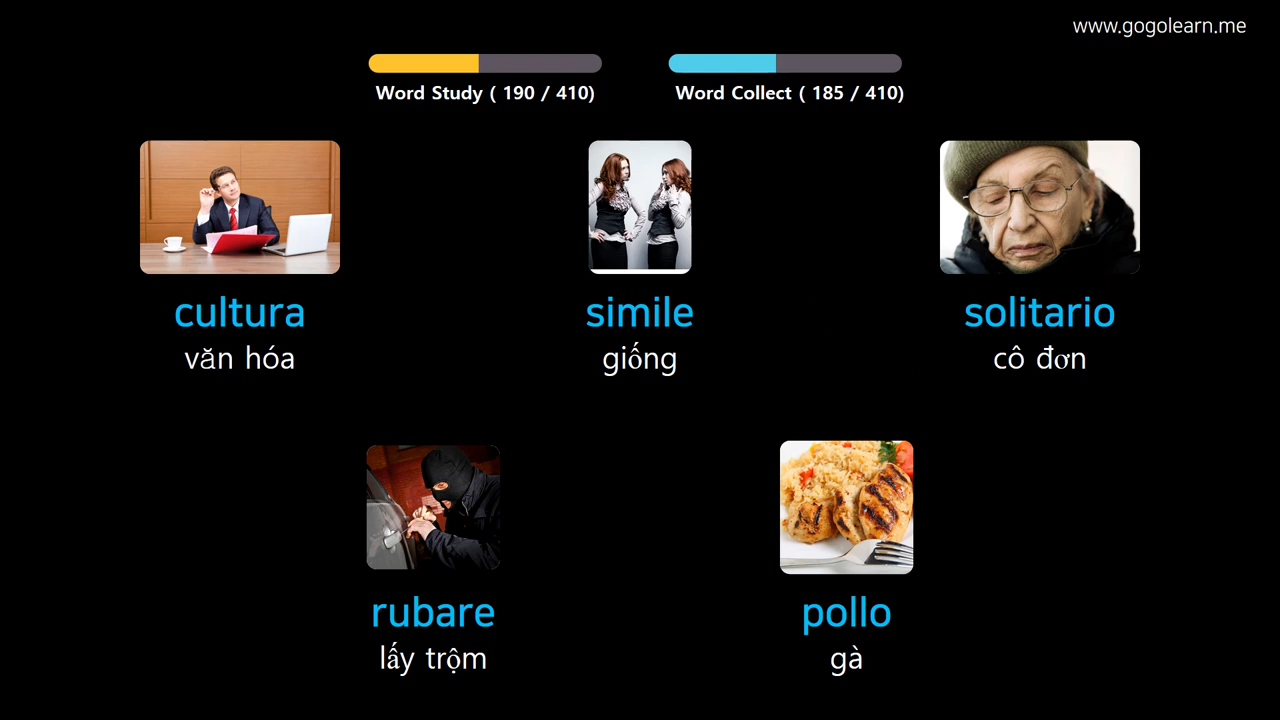 www.gogolearn.me
Word Study ( 190 / 410)
Word Collect ( 185 / 410)
cultura
văn hóa
simile
giống
solitario
cô đơn
rubare
lấy trộm
pollo
gà